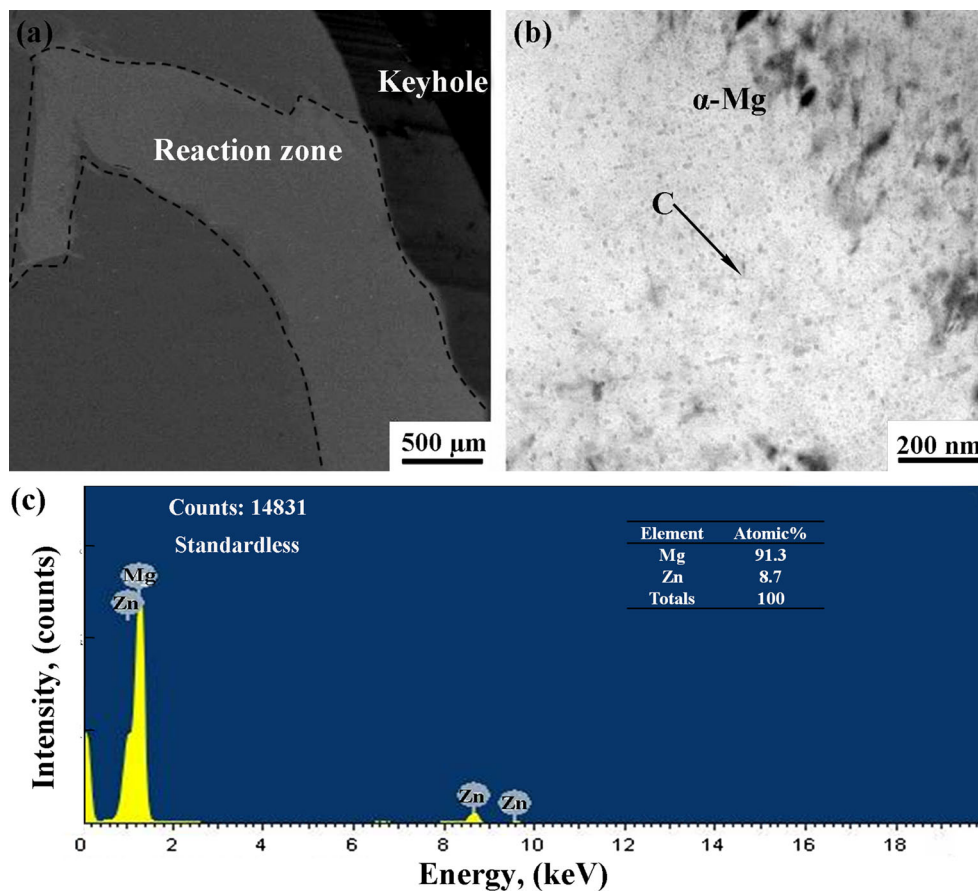 (a)
Keyhole
Reaction zone
500 μm
(b)
α-Mg
C
200 nm
(c)
Counts: 14831
Standardless
Element Atomic%
Mg 91.3
Zn 8.7
Totals 100
Mg
Zn
Zn
Zn
Intensity, (counts)
0 2 4 6 8 10 12 14 16 18
Energy, (keV)